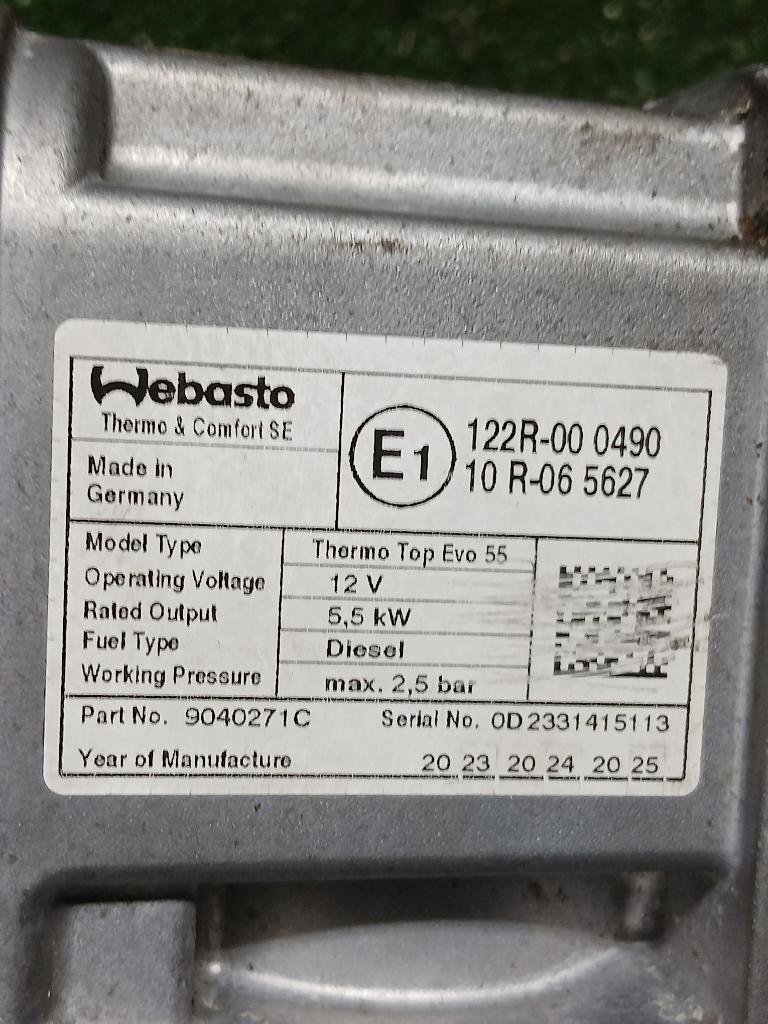 Webasto
Thermo & Comfort SE
Made in
Germany
E1
122R-00 0490
10 R-06 5627
Model Type Thermo Top Evo 55
Operating Voltage 12 V
Rated Output 5,5 kW
Fuel Type Diesel
Working Pressure max. 2,5 bar
Part No. 9040271C Serial No. 0D2331415113
Year of Manufacture 20 23 20 24 20 25